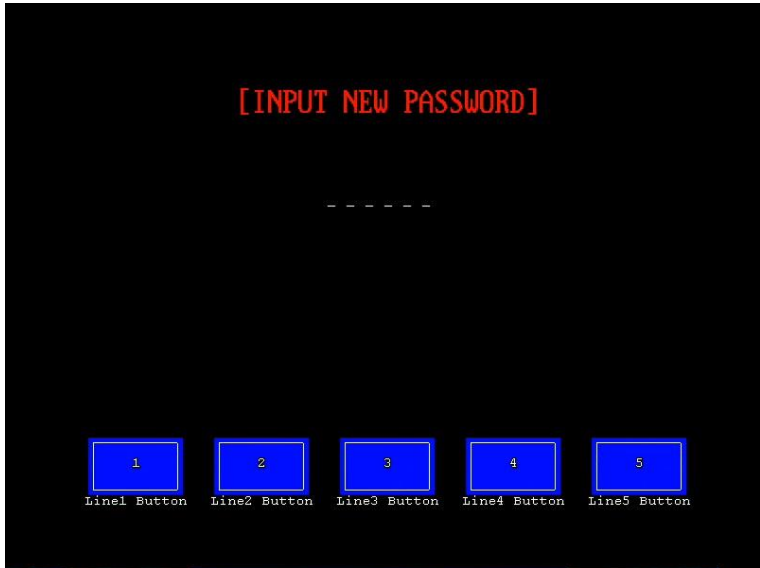 [INPUT NEW PASSWORD]
_ _ _ _ _ _
1 2 3 4 5
Line1 Button Line2 Button Line3 Button Line4 Button Line5 Button